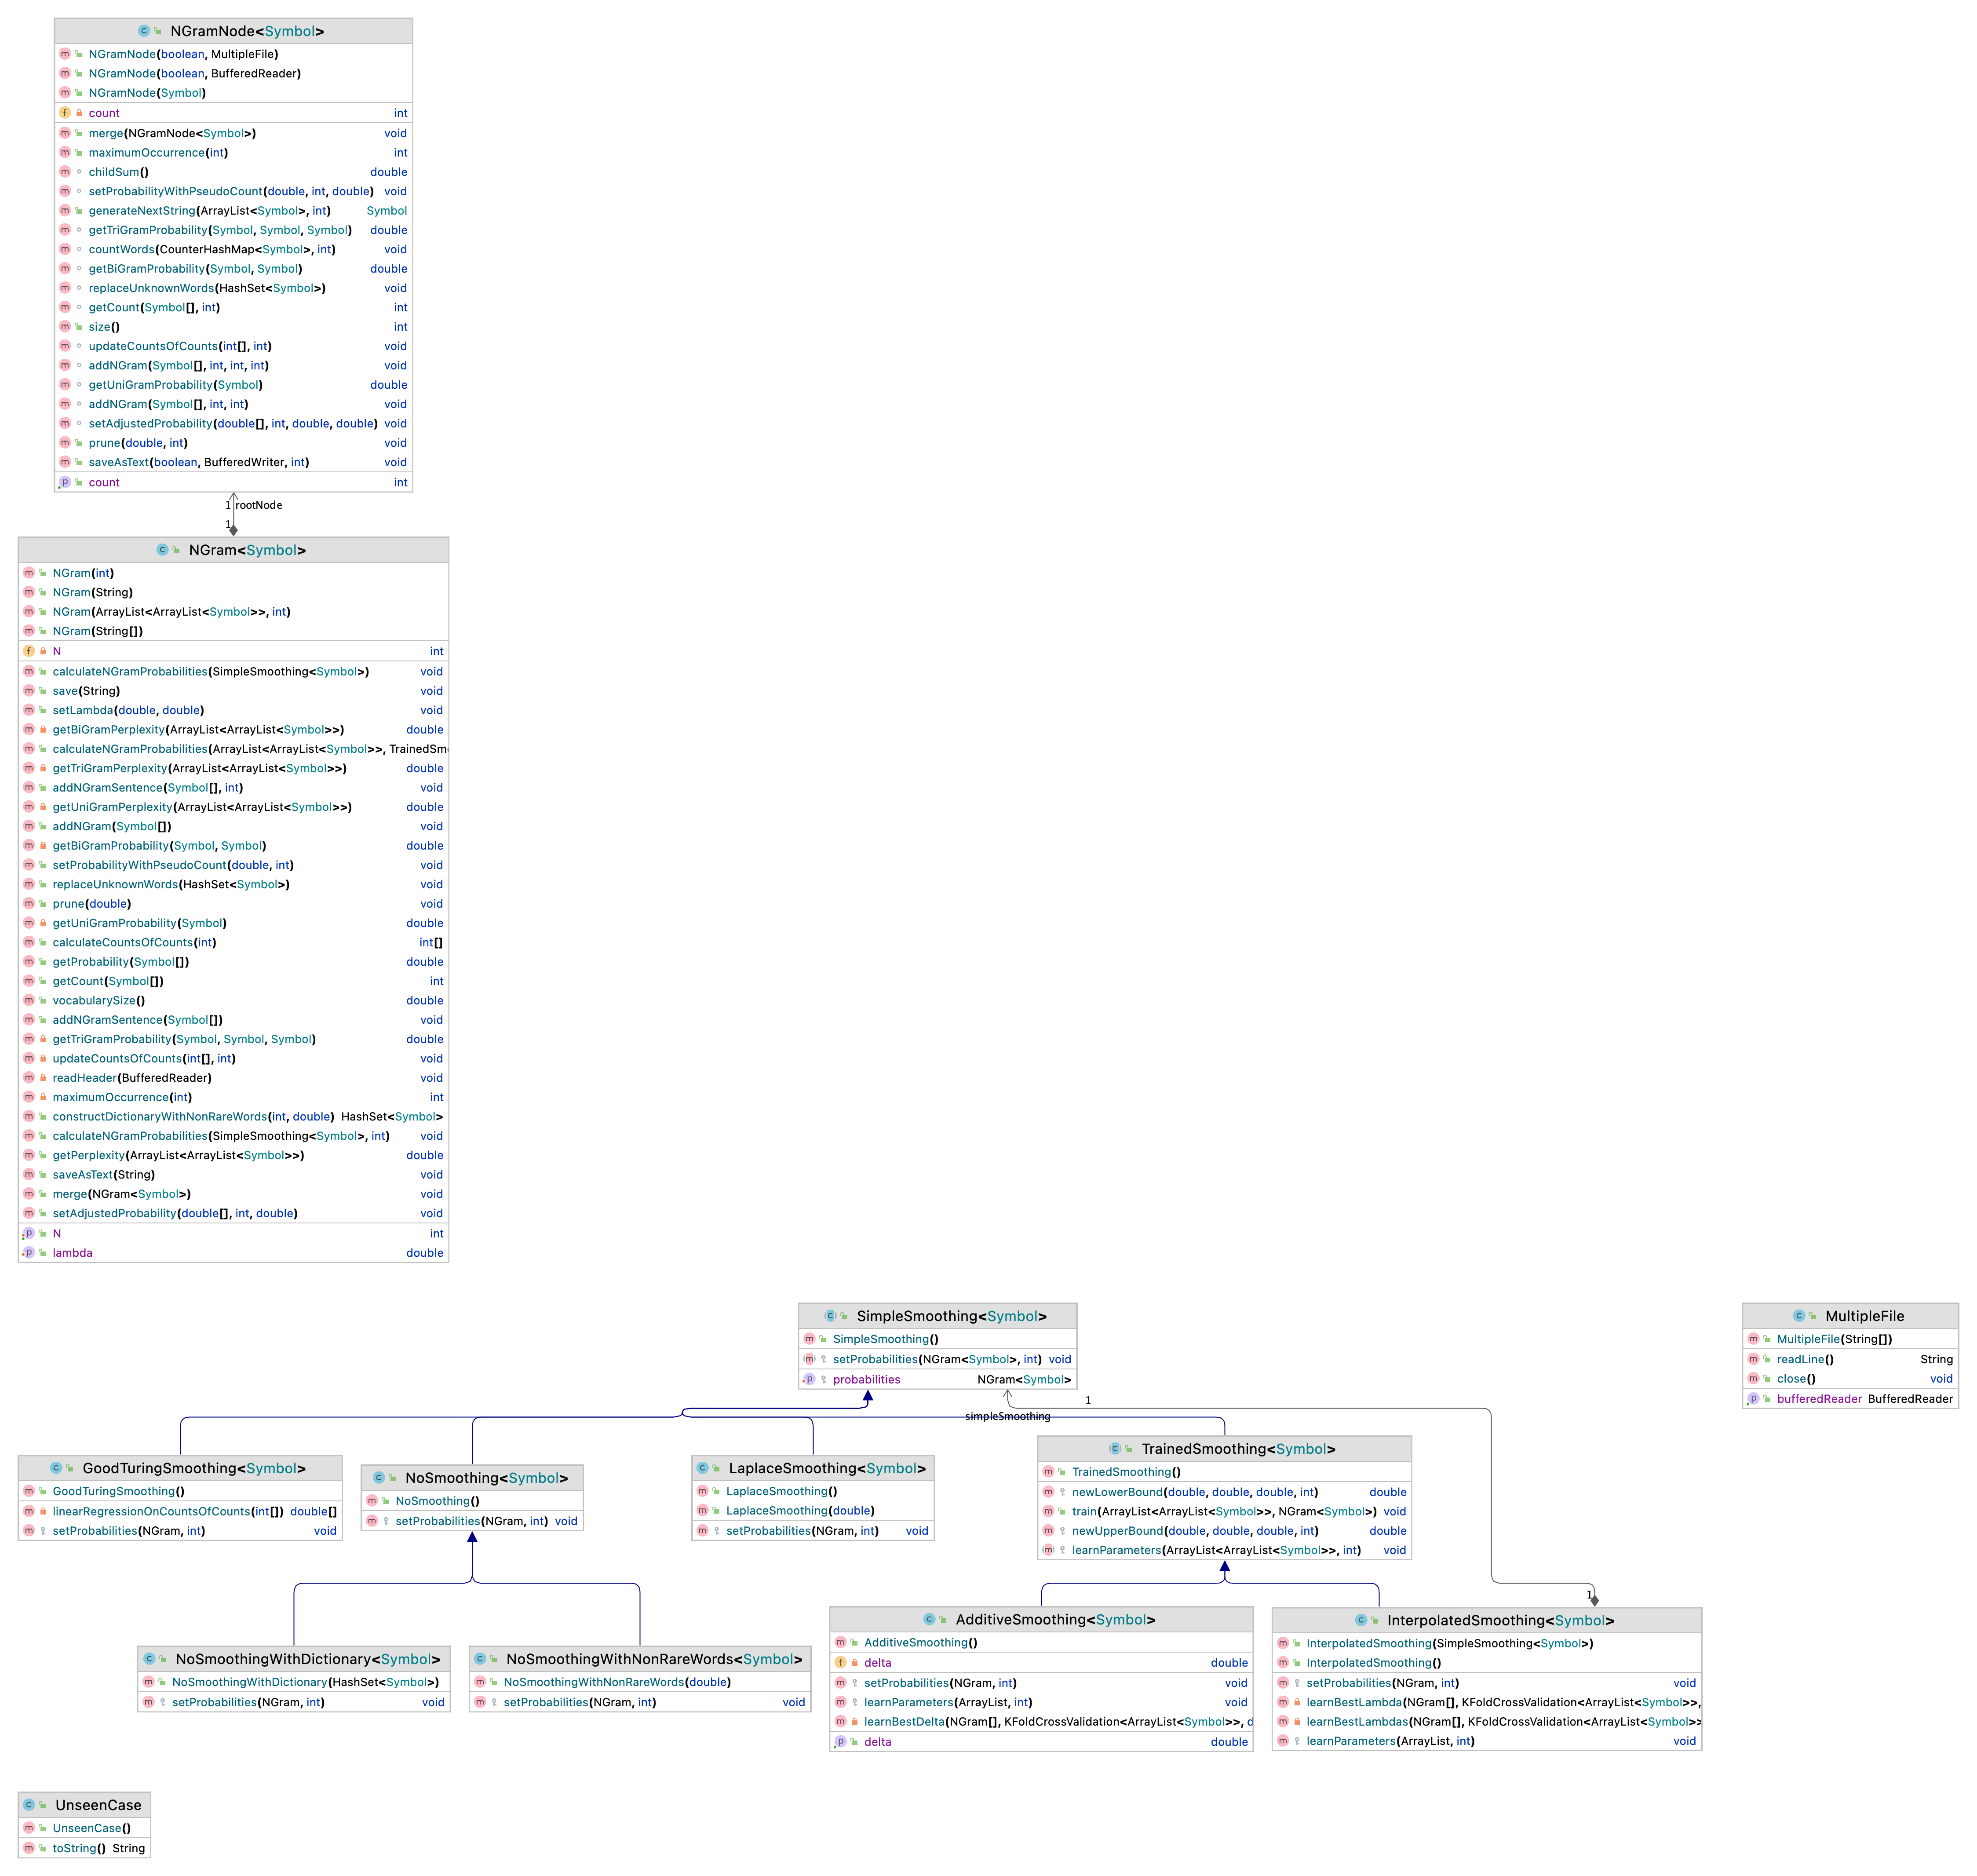 NGramNode<Symbol>
NGramNode(boolean, MultipleFile)
NGramNode(boolean, BufferedReader)
NGramNode(Symbol)
count int
merge(NGramNode<Symbol>) void
maximumOccurrence(int) int
childSum() double
setProbabilityWithPseudoCount(double, int, double) void
generateNextString(ArrayList<Symbol>, int) Symbol
getTriGramProbability(Symbol, Symbol, Symbol) double
countWords(CounterHashMap<Symbol>, int) void
getBiGramProbability(Symbol, Symbol) double
replaceUnknownWords(HashSet<Symbol>) void
getCount(Symbol[], int) int
size() int
updateCountsOfCounts(int[], int) void
addNGram(Symbol[], int, int, int) void
getUniGramProbability(Symbol) double
addNGram(Symbol[], int, int) void
setAdjustedProbability(double[], int, double, double) void
prune(double, int) void
saveAsText(boolean, BufferedWriter, int) void
count int
1 rootNode
1
NGram<Symbol>
NGram(int)
NGram(String)
NGram(ArrayList<ArrayList<Symbol>>, int)
NGram(String[])
N int
calculateNGramProbabilities(SimpleSmoothing<Symbol>) void
save(String) void
setLambda(double, double) void
getBiGramPerplexity(ArrayList<ArrayList<Symbol>>) double
calculateNGramProbabilities(ArrayList<ArrayList<Symbol>>, TrainedSm
getTriGramPerplexity(ArrayList<ArrayList<Symbol>>) double
addNGramSentence(Symbol[], int) void
getUniGramPerplexity(ArrayList<ArrayList<Symbol>>) double
addNGram(Symbol[]) void
getBiGramProbability(Symbol, Symbol) double
setProbabilityWithPseudoCount(double, int) void
replaceUnknownWords(HashSet<Symbol>) void
prune(double) void
getUniGramProbability(Symbol) double
calculateCountsOfCounts(int) int[]
getProbability(Symbol[]) double
getCount(Symbol[]) int
vocabularySize() double
addNGramSentence(Symbol[]) void
getTriGramProbability(Symbol, Symbol, Symbol) double
updateCountsOfCounts(int[], int) void
readHeader(BufferedReader) void
maximumOccurrence(int) int
constructDictionaryWithNonRareWords(int, double) HashSet<Symbol>
calculateNGramProbabilities(SimpleSmoothing<Symbol>, int) void
getPerplexity(ArrayList<ArrayList<Symbol>>) double
saveAsText(String) void
merge(NGram<Symbol>) void
setAdjustedProbability(double[], int, double) void
N int
lambda double
SimpleSmoothing<Symbol>
SimpleSmoothing()
setProbabilities(NGram<Symbol>, int) void
probabilities NGram<Symbol>
MultipleFile
MultipleFile(String[])
readLine() String
close() void
bufferedReader BufferedReader
1
simpleSmoothing
GoodTuringSmoothing<Symbol>
GoodTuringSmoothing()
linearRegressionOnCountsOfCounts(int[]) double[]
setProbabilities(NGram, int) void
NoSmoothing<Symbol>
NoSmoothing()
setProbabilities(NGram, int) void
LaplaceSmoothing<Symbol>
LaplaceSmoothing()
LaplaceSmoothing(double)
setProbabilities(NGram, int) void
TrainedSmoothing<Symbol>
TrainedSmoothing()
newLowerBound(double, double, double, int) double
train(ArrayList<ArrayList<Symbol>>, NGram<Symbol>) void
newUpperBound(double, double, double, int) double
learnParameters(ArrayList<ArrayList<Symbol>>, int) void
1
NoSmoothingWithDictionary<Symbol>
NoSmoothingWithDictionary(HashSet<Symbol>)
setProbabilities(NGram, int) void
NoSmoothingWithNonRareWords<Symbol>
NoSmoothingWithNonRareWords(double)
setProbabilities(NGram, int) void
AdditiveSmoothing<Symbol>
AdditiveSmoothing()
delta double
setProbabilities(NGram, int) void
learnParameters(ArrayList, int) void
learnBestDelta(NGram[], KFoldCrossValidation<ArrayList<Symbol>>, d
delta double
InterpolatedSmoothing<Symbol>
InterpolatedSmoothing(SimpleSmoothing<Symbol>)
InterpolatedSmoothing()
setProbabilities(NGram, int) void
learnBestLambda(NGram[], KFoldCrossValidation<ArrayList<Symbol>>,
learnBestLambdas(NGram[], KFoldCrossValidation<ArrayList<Symbol>>
learnParameters(ArrayList, int) void
UnseenCase
UnseenCase()
toString() String